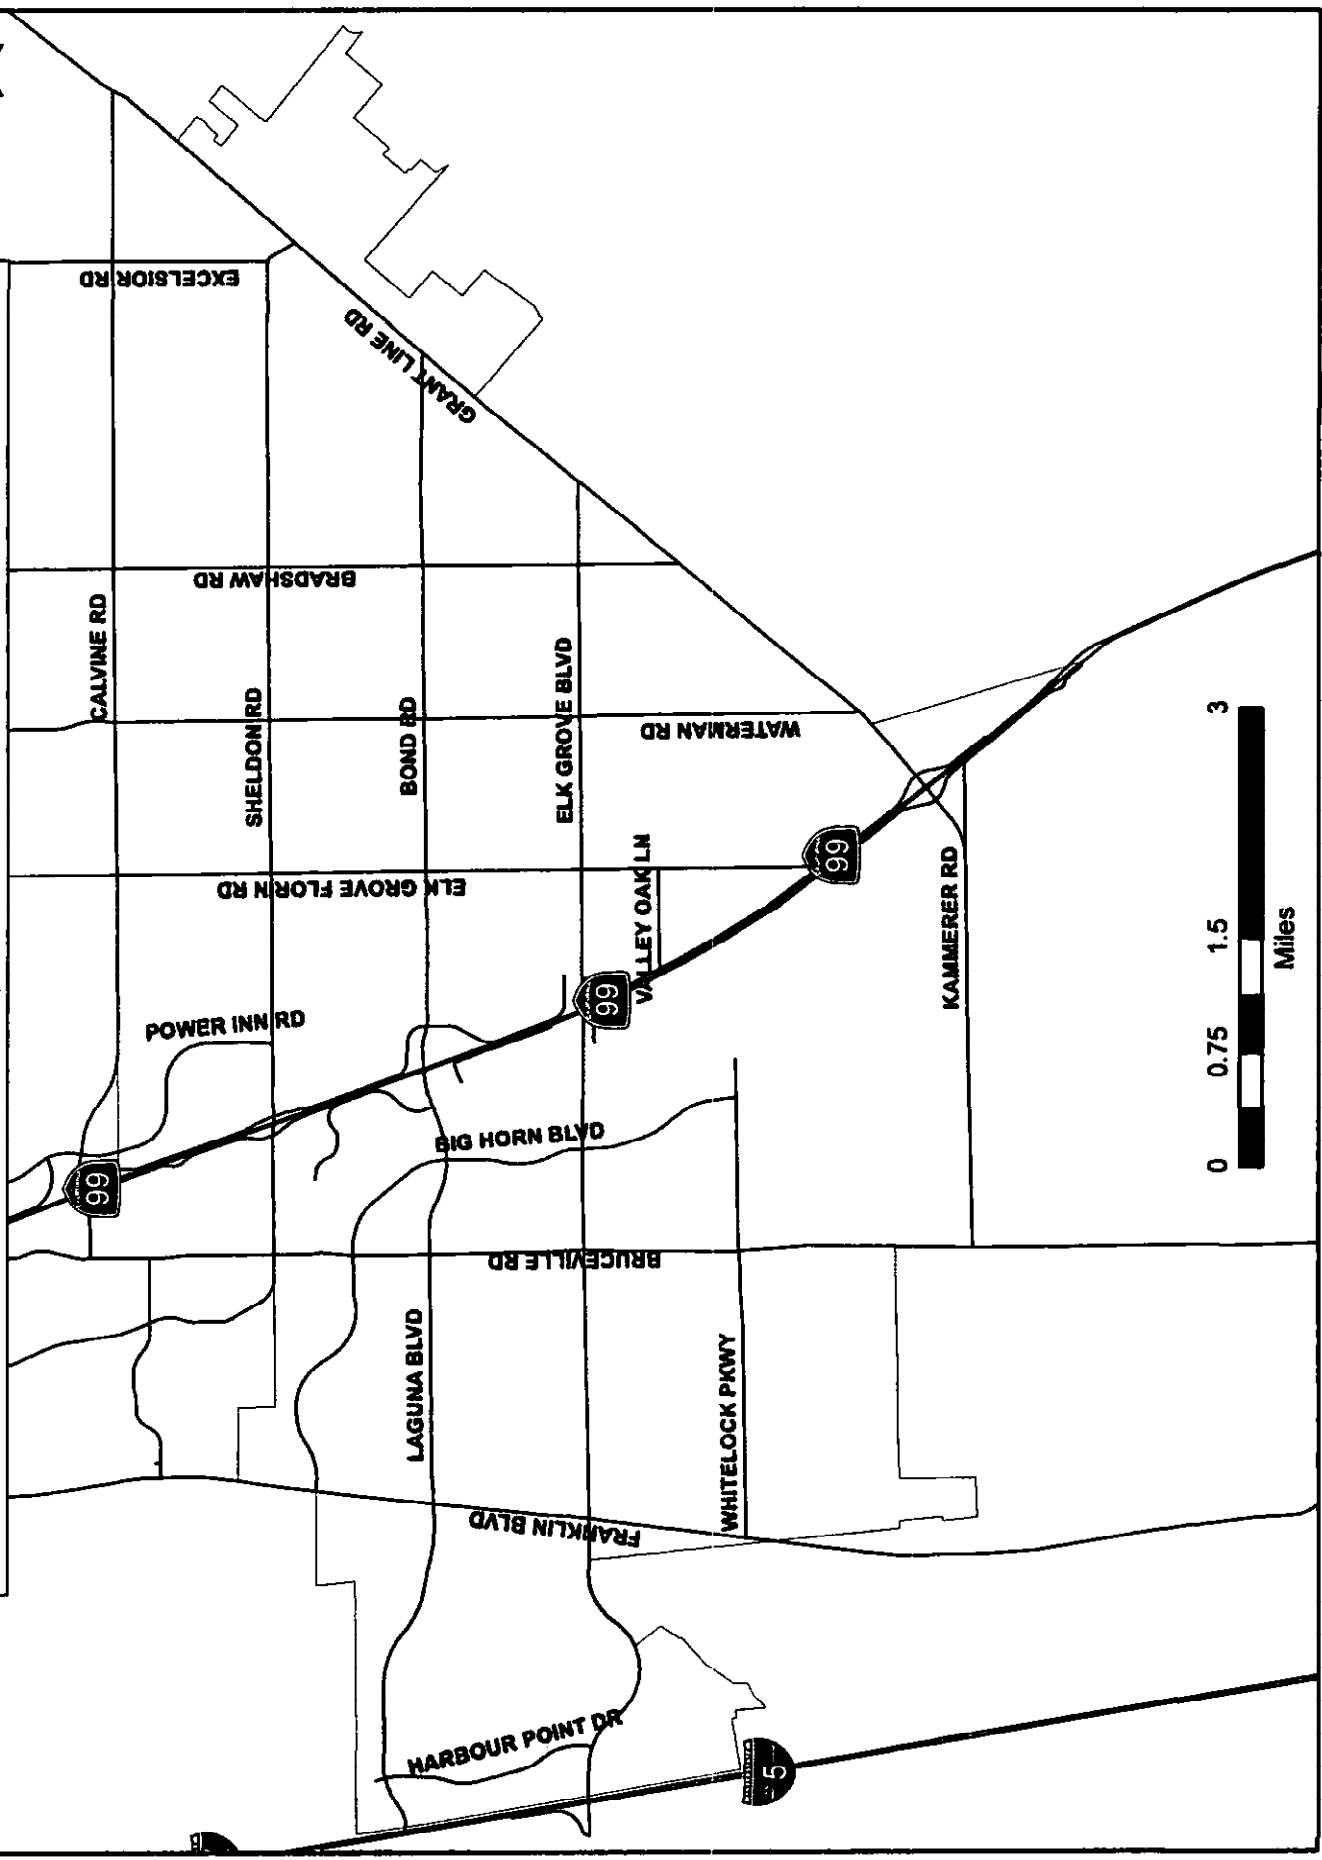 EXCELSIOR RD
GRANT LINE RD
BRADSHAW RD
CALVINE RD
SHELDON RD
BOND RD
ELK GROVE BLVD
WATERMAN RD
ELK GROVE FLORIN RD
VALLEY OAK LN
99
KAMMERER RD
POWER INN RD
99
99
BIG HORN BLVD
BRUCEVILLE RD
LAGUNA BLVD
WHITELOCK PKWY
FRANKLIN BLVD
HARBOUR POINT DR
5
0 0.75 1.5 3
Miles